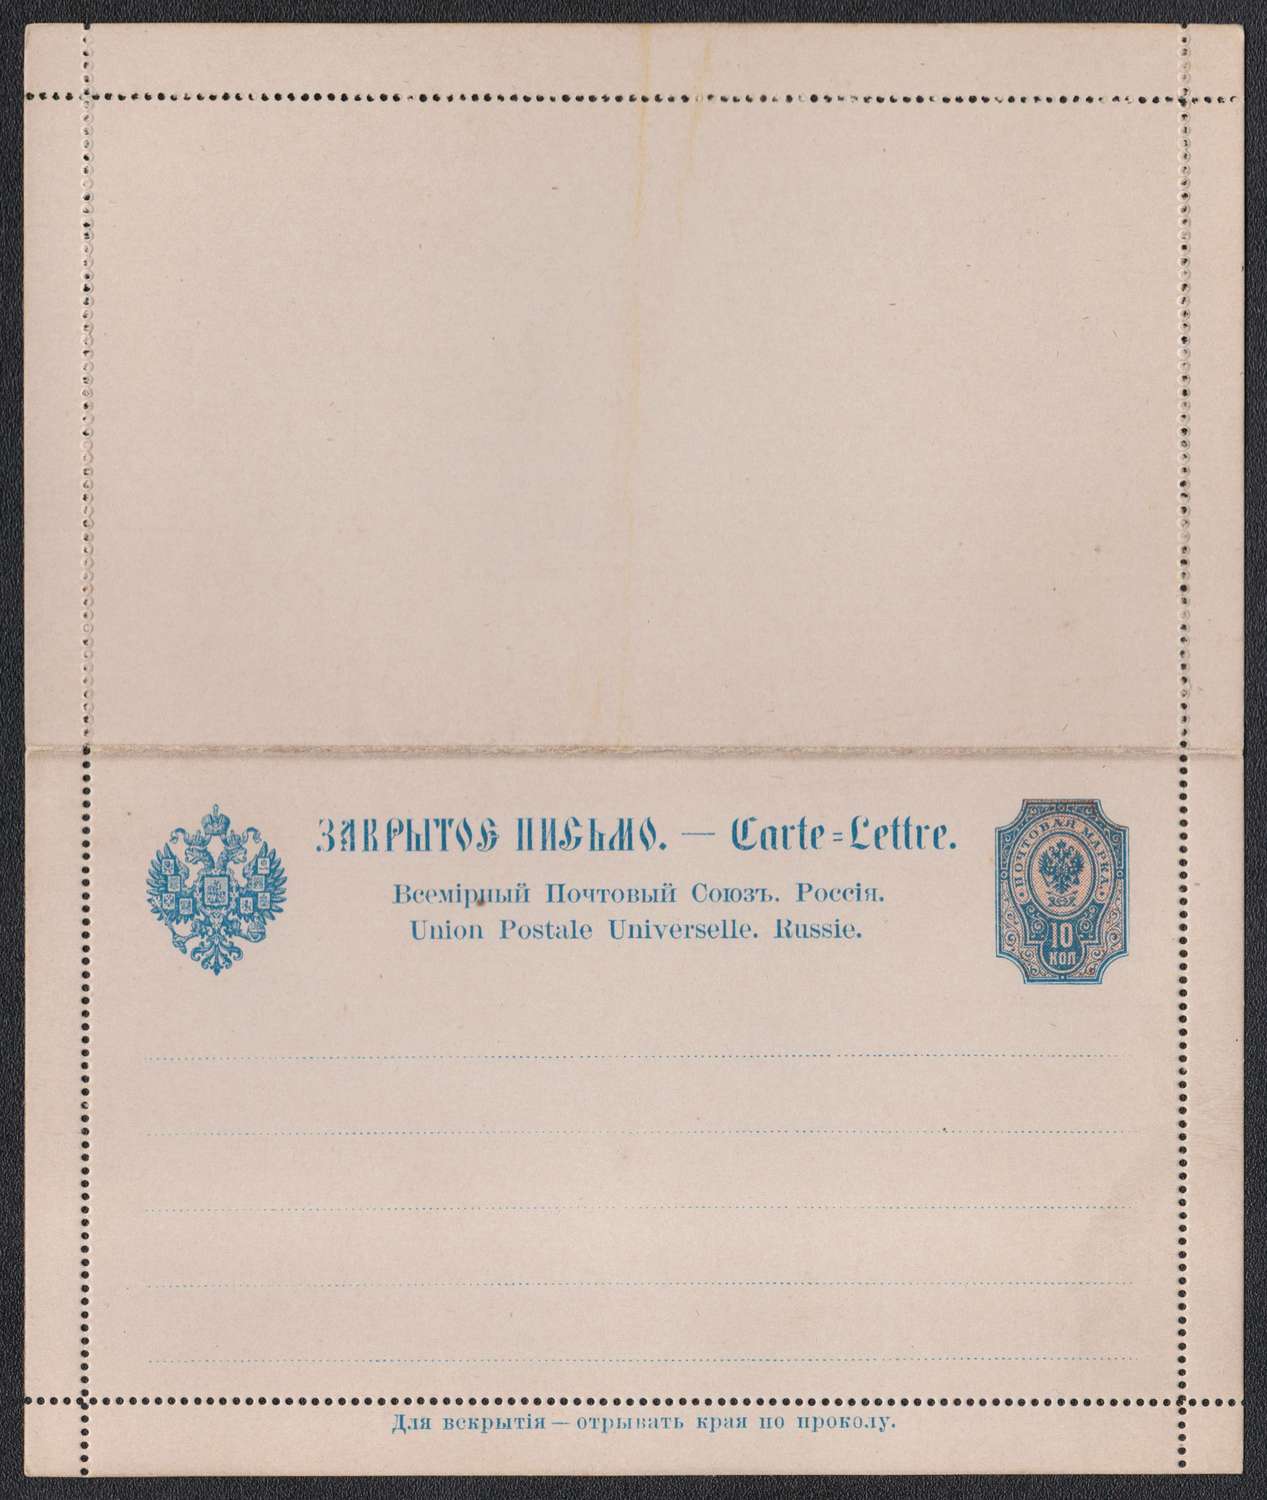 ЗАКРЫТОЕ ПИСЬМО. — Carte=Lettre.
Всемірный Почтовый Союзъ. Россія.
Union Postale Universelle. Russie.
ПОЧТОВАЯ МАРКА
10
КОП
Для вскрытія — отрывать края по проколу.